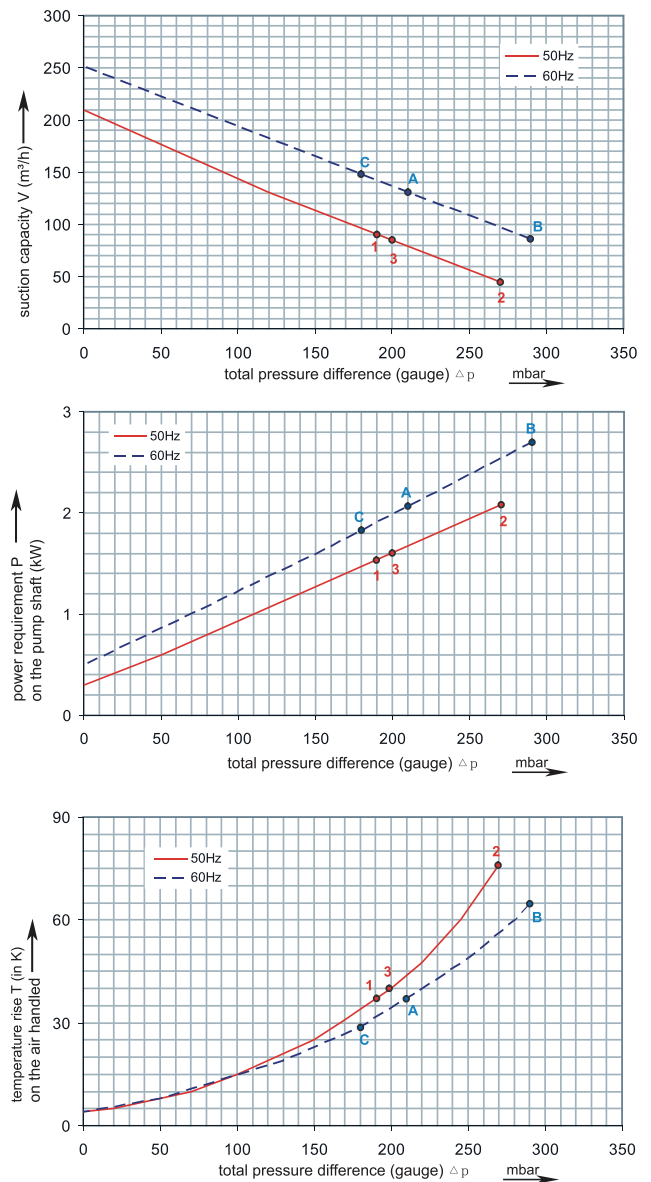 300
250
200
150
100
50
0
suction capacity V (m³/h)
50Hz
60Hz
C
A
B
1
3
2
0 50 100 150 200 250 300 350
total pressure difference (gauge) △p
mbar
3
2
1
0
power requirement P
on the pump shaft (kW)
50Hz
60Hz
B
A
C
2
1
3
0 50 100 150 200 250 300 350
total pressure difference (gauge) △p
mbar
90
60
30
0
temperature rise T (in K)
on the air handled
50Hz
60Hz
2
B
3
1
A
C
0 50 100 150 200 250 300 350
total pressure difference (gauge) △p
mbar